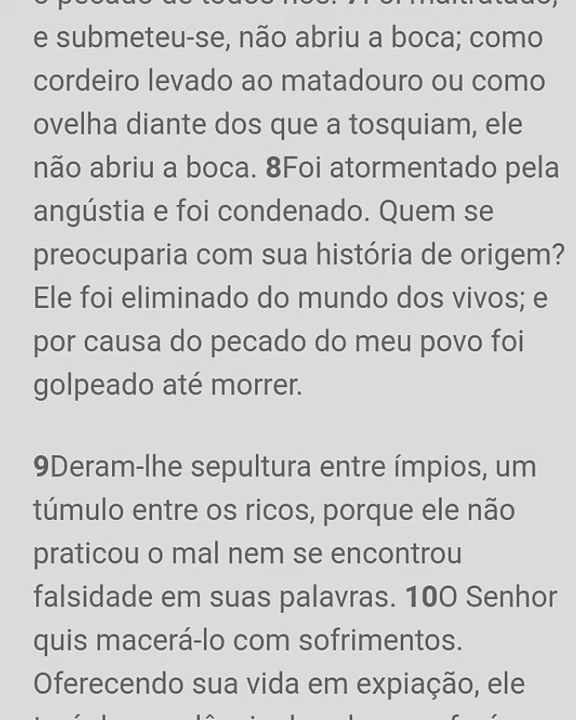 e submeteu-se, não abriu a boca; como
cordeiro levado ao matadouro ou como
ovelha diante dos que a tosquiam, ele
não abriu a boca. 8Foi atormentado pela
angústia e foi condenado. Quem se
preocuparia com sua história de origem?
Ele foi eliminado do mundo dos vivos; e
por causa do pecado do meu povo foi
golpeado até morrer.
9Deram-lhe sepultura entre ímpios, um
túmulo entre os ricos, porque ele não
praticou o mal nem se encontrou
falsidade em suas palavras. 10O Senhor
quis macerá-lo com sofrimentos.
Oferecendo sua vida em expiação, ele